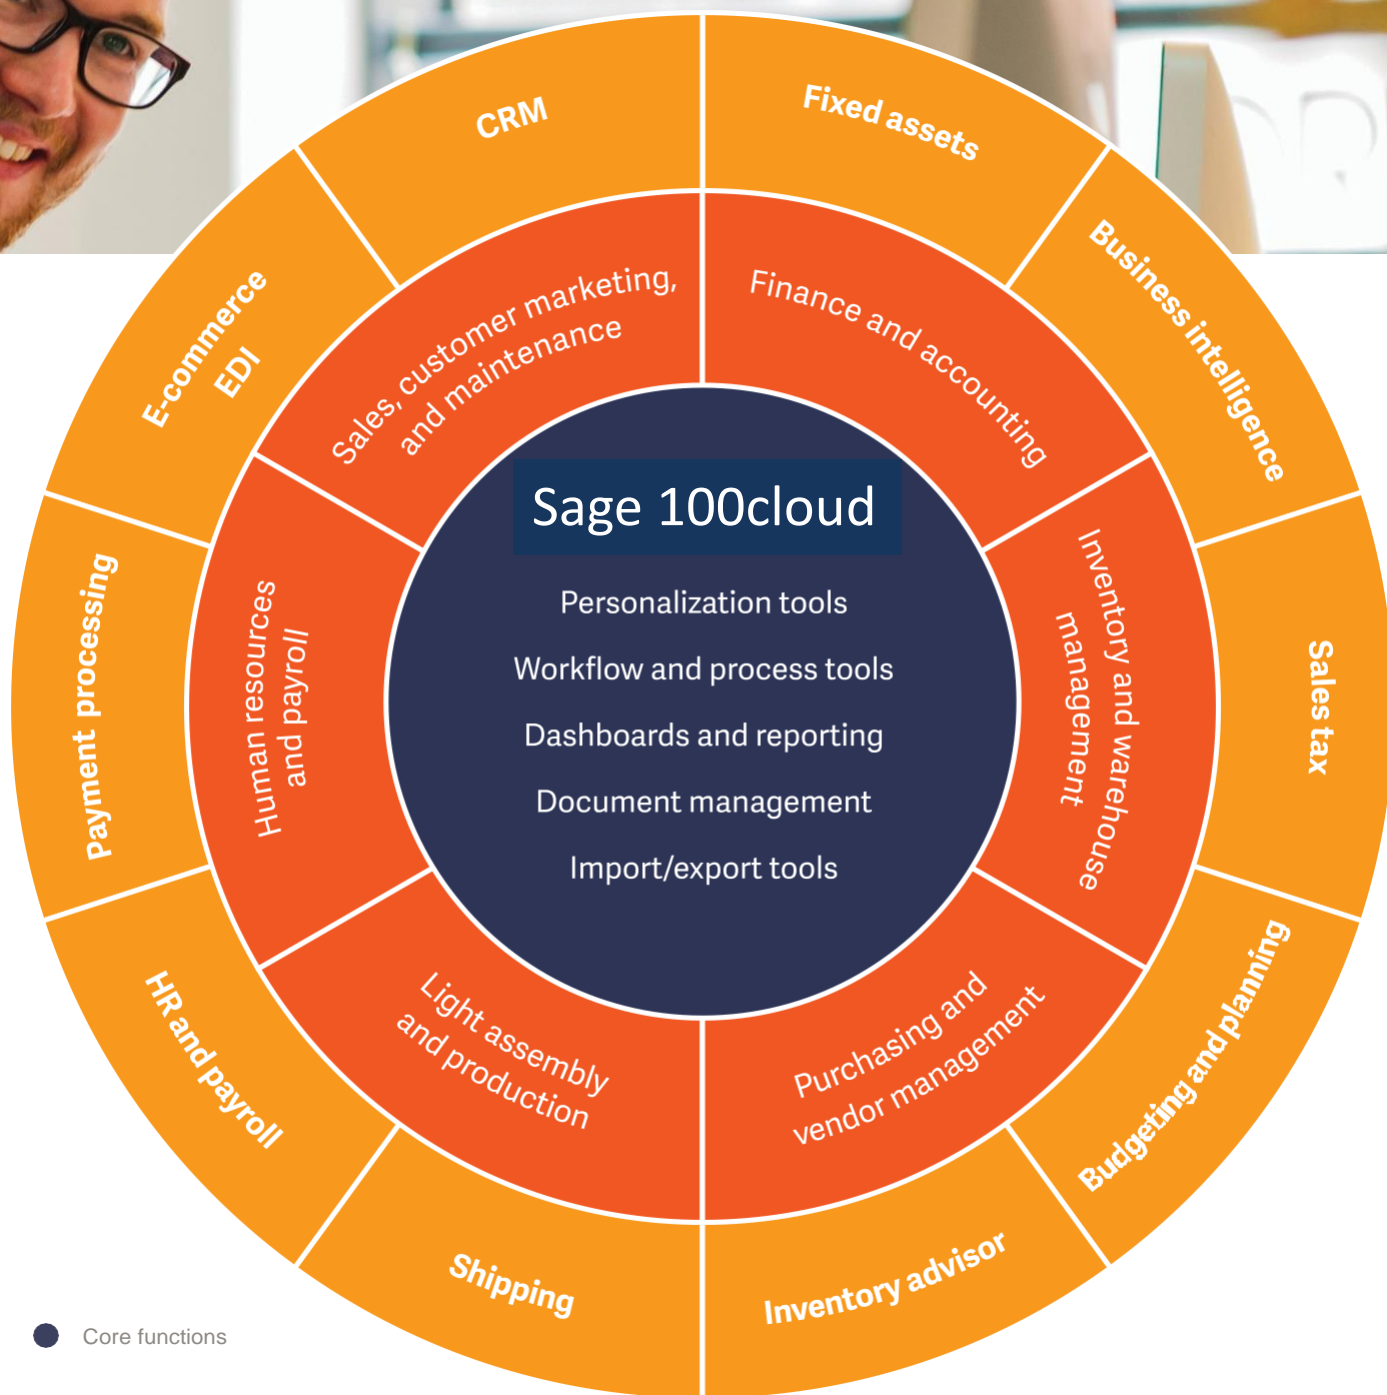 CRM
Fixed assets
Business intelligence
Sales tax
Budgeting and planning
Inventory advisor
Shipping
HR and payroll
Payment processing
E-commerce
EDI
Sales, customer marketing,
and maintenance
Finance and accounting
Inventory and warehouse
management
Purchasing and
vendor management
Light assembly
and production
Human resources
and payroll
Sage 100cloud
Personalization tools
Workflow and process tools
Dashboards and reporting
Document management
Import/export tools
Core functions